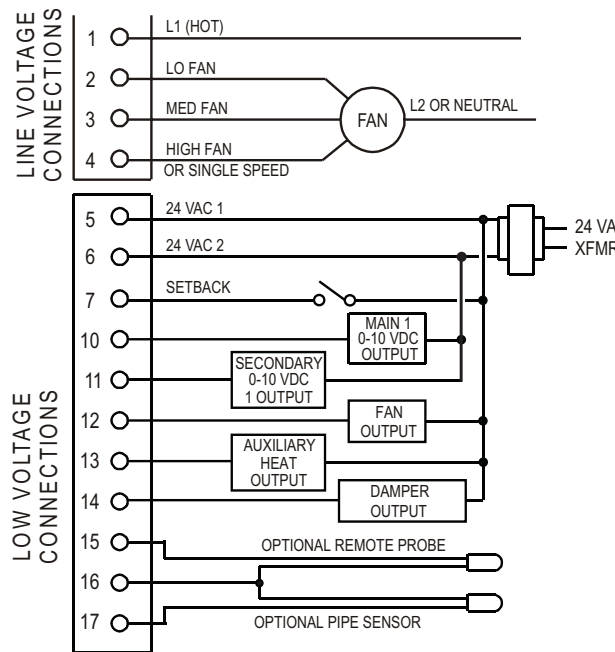 LINE VOLTAGE
CONNECTIONS
1
L1 (HOT)
2
LO FAN
3
MED FAN
4
HIGH FAN
OR SINGLE SPEED
FAN
L2 OR NEUTRAL
LOW VOLTAGE
CONNECTIONS
5
24 VAC 1
24 VA
XFMR
6
24 VAC 2
7
SETBACK
10
MAIN 1
0-10 VDC
OUTPUT
11
SECONDARY
0-10 VDC
1 OUTPUT
12
FAN
OUTPUT
13
AUXILIARY
HEAT
OUTPUT
14
DAMPER
OUTPUT
15
OPTIONAL REMOTE PROBE
16
17
OPTIONAL PIPE SENSOR